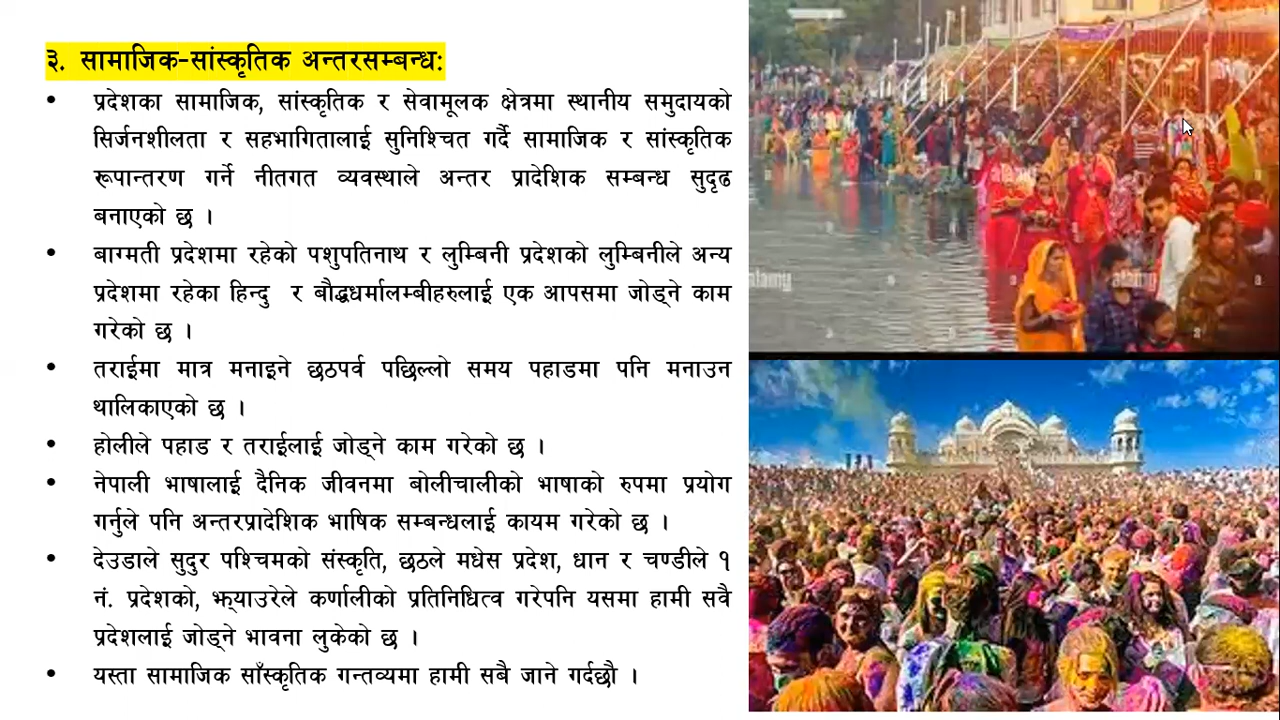 ३. सामाजिक-सांस्कृतिक अन्तरसम्बन्धः
• प्रदेशका सामाजिक, सांस्कृतिक र सेवामूलक क्षेत्रमा स्थानीय समुदायको
सिर्जनशीलता र सहभागितालाई सुनिश्चित गर्दै सामाजिक र सांस्कृतिक
रूपान्तरण गर्ने नीतगत व्यवस्थाले अन्तर प्रादेशिक सम्बन्ध सुदृढ
बनाएको छ ।
• बाग्मती प्रदेशमा रहेको पशुपतिनाथ र लुम्बिनी प्रदेशको लुम्बिनीले अन्य
प्रदेशमा रहेका हिन्दु र बौद्धधर्मालम्बीहरुलाई एक आपसमा जोड्ने काम
गरेको छ ।
• तराईमा मात्र मनाइने छठपर्व पछिल्लो समय पहाडमा पनि मनाउन
थालिकाएको छ ।
• होलीले पहाड र तराईलाई जोड्ने काम गरेको छ ।
• नेपाली भाषालाई दैनिक जीवनमा बोलीचालीको भाषाको रुपमा प्रयोग
गर्नुले पनि अन्तरप्रादेशिक भाषिक सम्बन्धलाई कायम गरेको छ ।
• देउडाले सुदुर पश्चिमको संस्कृति, छठले मधेस प्रदेश, धान र चण्डीले १
नं. प्रदेशको, झ्याउरेले कर्णालीको प्रतिनिधित्व गरेपनि यसमा हामी सवै
प्रदेशलाई जोड्ने भावना लुकेको छ ।
• यस्ता सामाजिक साँस्कृतिक गन्तव्यमा हामी सबै जाने गर्दछौ ।
alamy
alamy
alamy